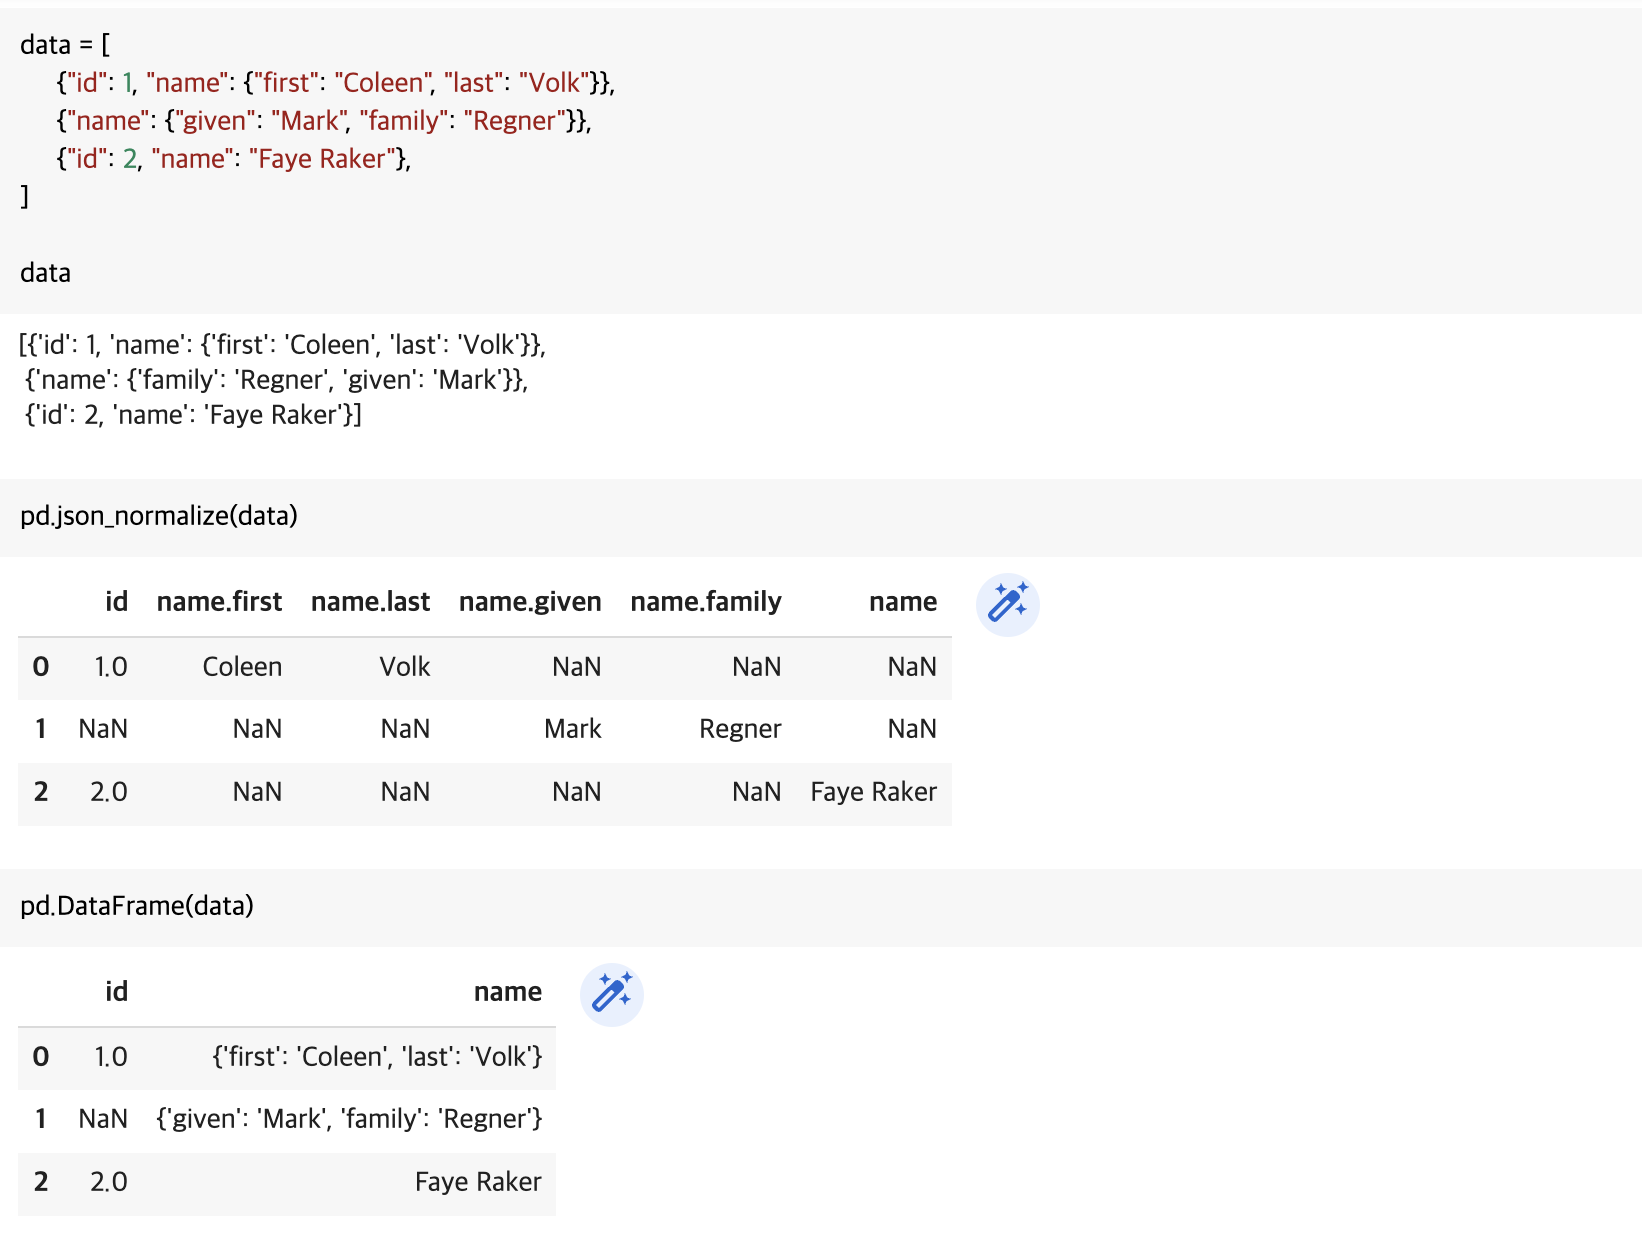 data = [
{"id": 1, "name": {"first": "Coleen", "last": "Volk"}},
{"name": {"given": "Mark", "family": "Regner"}},
{"id": 2, "name": "Faye Raker"},
]
data
[{'id': 1, 'name': {'first': 'Coleen', 'last': 'Volk'}},
{'name': {'family': 'Regner', 'given': 'Mark'}},
{'id': 2, 'name': 'Faye Raker'}]
pd.json_normalize(data)
id name.first name.last name.given name.family name
0 1.0 Coleen Volk NaN NaN NaN
1 NaN NaN NaN Mark Regner NaN
2 2.0 NaN NaN NaN NaN Faye Raker
pd.DataFrame(data)
id name
0 1.0 {'first': 'Coleen', 'last': 'Volk'}
1 NaN {'given': 'Mark', 'family': 'Regner'}
2 2.0 Faye Raker